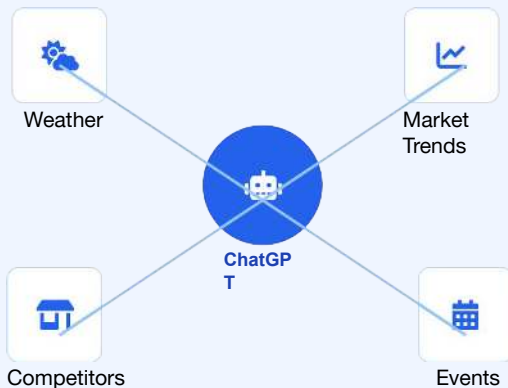 Weather
Market
Trends
ChatGP
T
Competitors
Events